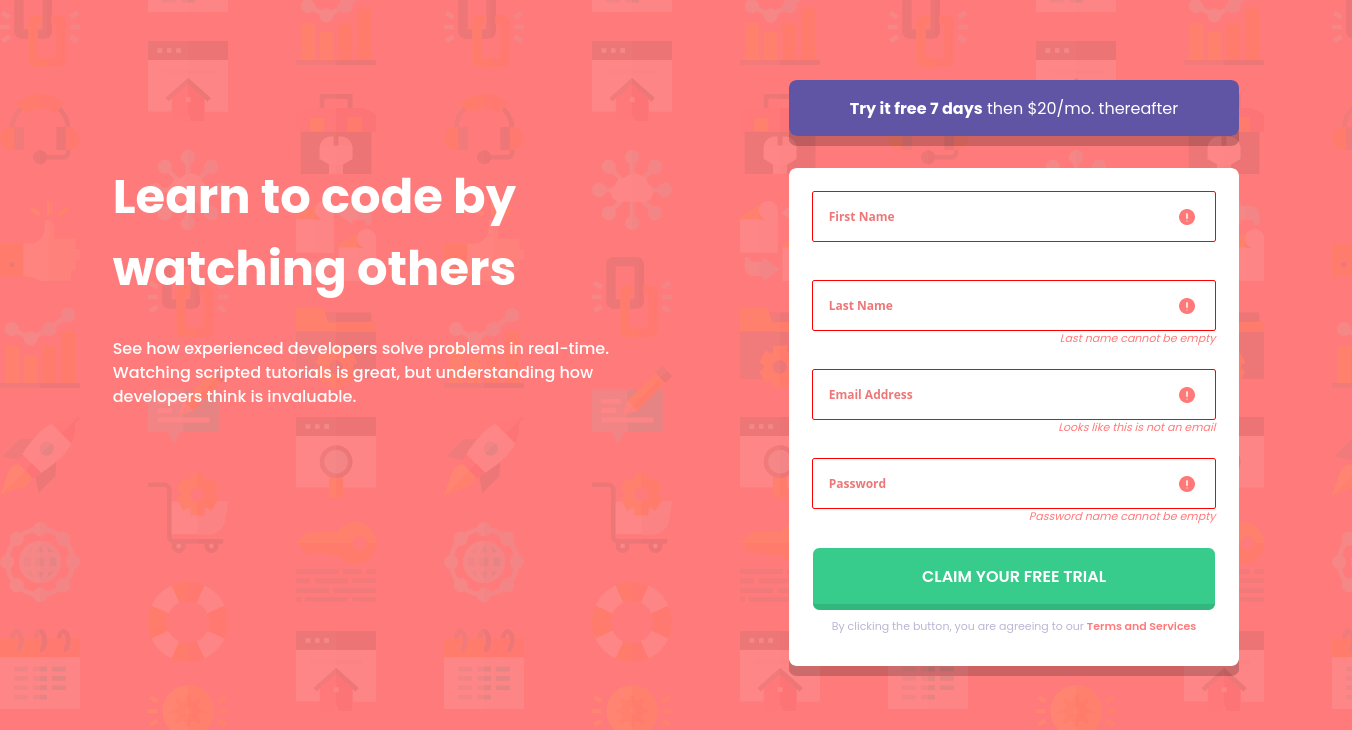 Learn to code by
watching others
See how experienced developers solve problems in real-time.
Watching scripted tutorials is great, but understanding how
developers think is invaluable.
Try it free 7 days then $20/mo. thereafter
First Name
Last Name
Last name cannot be empty
Email Address
Looks like this is not an email
Password
Password name cannot be empty
CLAIM YOUR FREE TRIAL
By clicking the button, you are agreeing to our Terms and Services